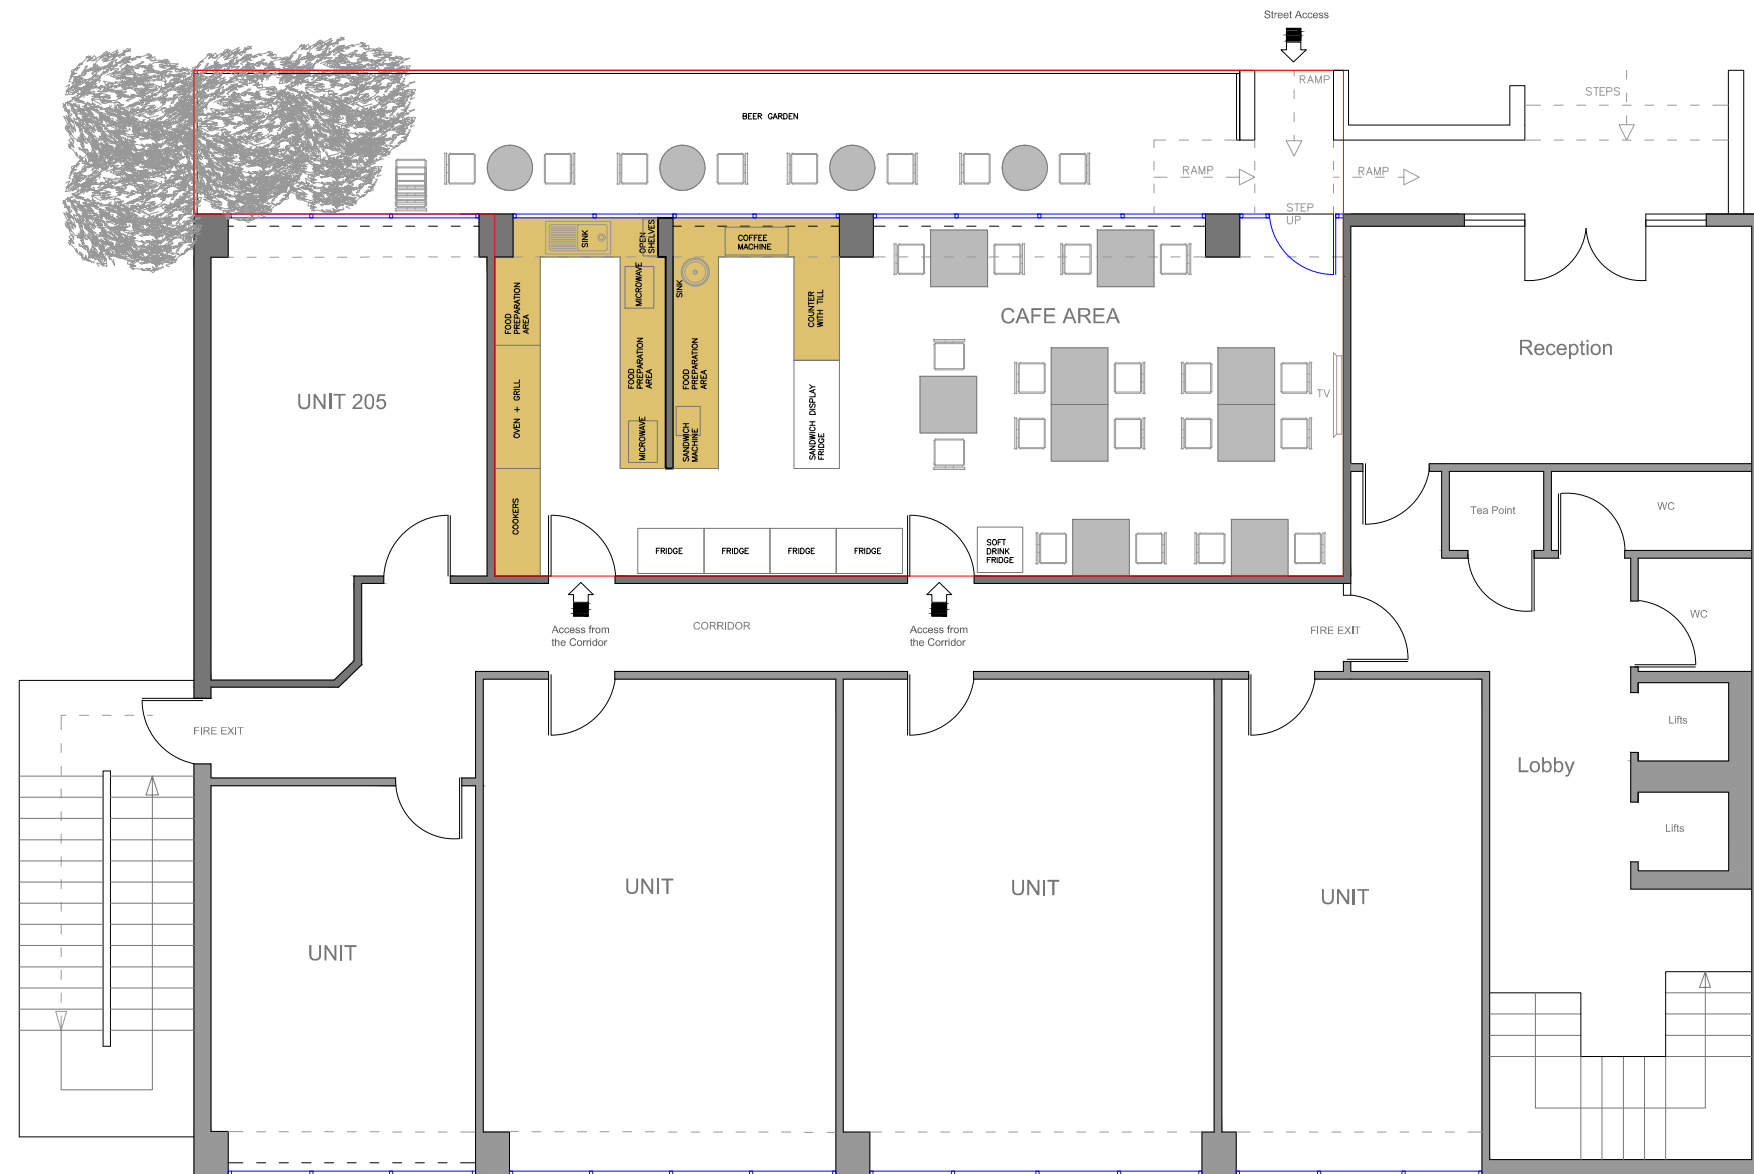 Street Access
RAMP
STEPS
BEER GARDEN
RAMP
RAMP
STEP
UP
SINK
OPEN
SHELVES
COFFEE
MACHINE
MICROWAVE
SINK
FOOD
PREPARATION
AREA
COUNTER
WITH TILL
CAFE AREA
Reception
UNIT 205
OVEN + GRILL
FOOD
PREPARATION
AREA
FOOD
PREPARATION
AREA
SANDWICH DISPLAY
FRIDGE
TV
MICROWAVE
SANDWICH
MACHINE
COOKERS
FRIDGE
FRIDGE
FRIDGE
FRIDGE
SOFT
DRINK
FRIDGE
Tea Point
WC
WC
Access from
the Corridor
CORRIDOR
Access from
the Corridor
FIRE EXIT
FIRE EXIT
Lifts
Lobby
Lifts
UNIT
UNIT
UNIT
UNIT